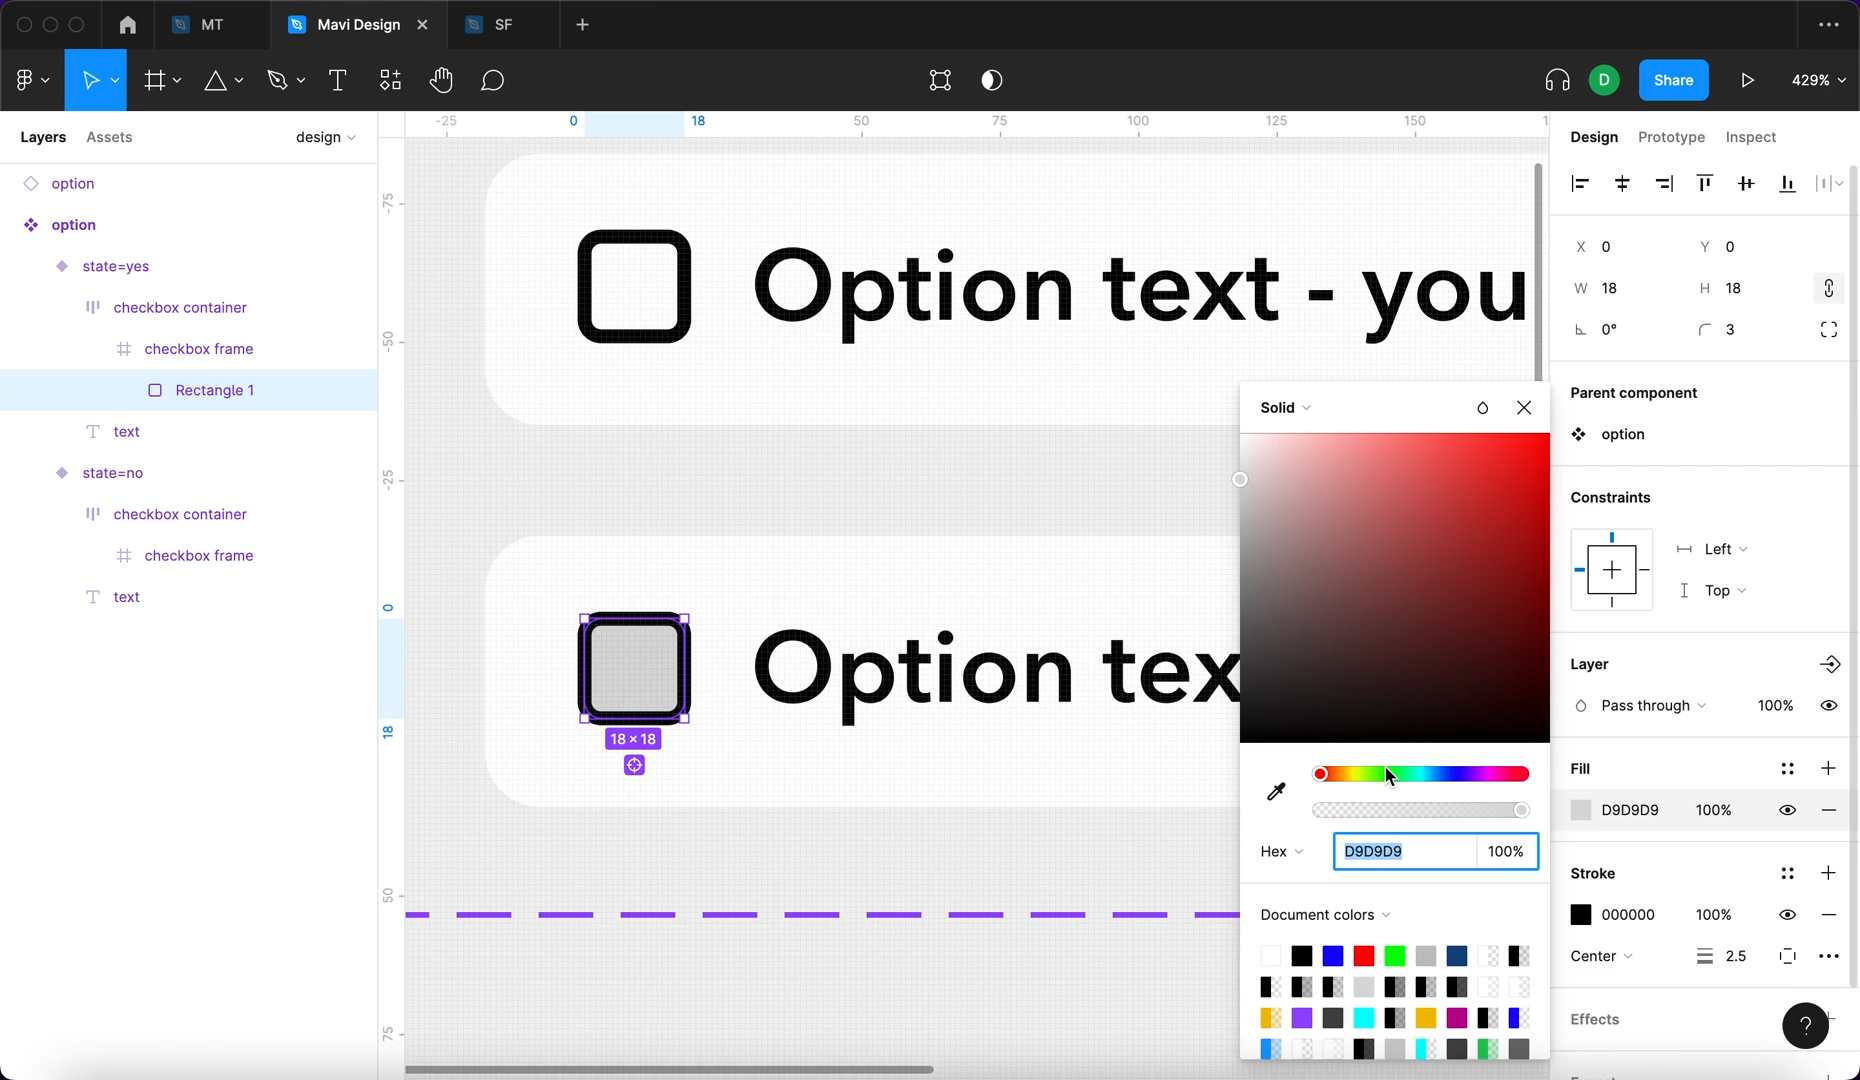 MT
Mavi Design
SF
D
Share
429%
Layers
Assets
design
-25
0
18
50
75
100
125
150
1
Design
Prototype
Inspect
option
option
state=yes
checkbox container
checkbox frame
Rectangle 1
text
state=no
checkbox container
checkbox frame
text
-75
-50
-25
0
18
50
75
Option text - you
Option tex
18 × 18
Solid
Hex
D9D9D9
100%
Document colors
X 0
Y 0
W 18
H 18
0°
3
Parent component
option
Constraints
Left
Top
Layer
Pass through
100%
Fill
D9D9D9
100%
Stroke
000000
100%
Center
2.5
Effects
?